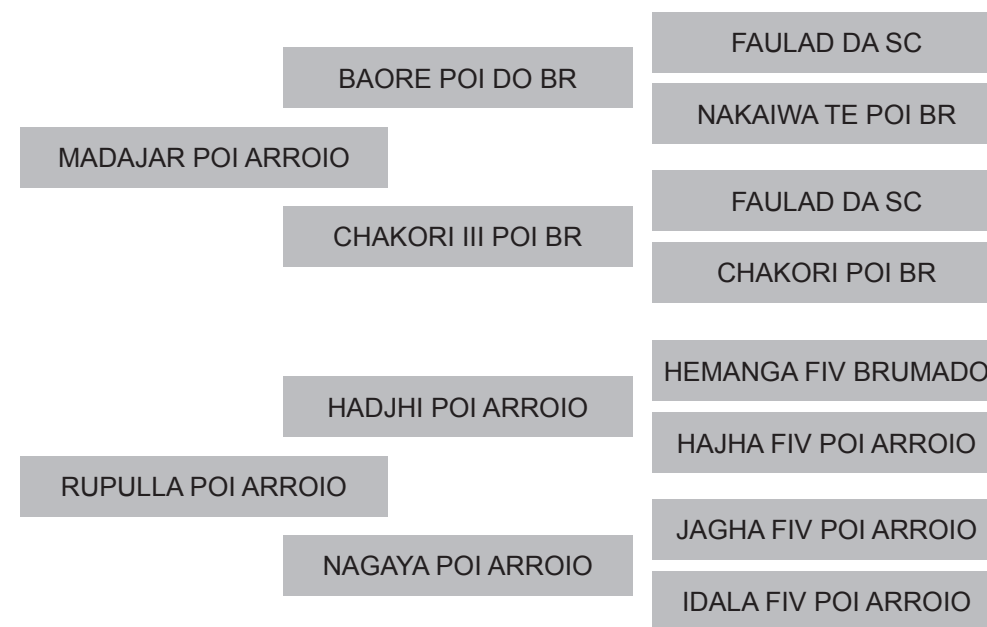 FAULAD DA SC
BAORE POI DO BR
NAKAIWA TE POI BR
MADAJAR POI ARROIO
FAULAD DA SC
CHAKORI III POI BR
CHAKORI POI BR
HEMANGA FIV BRUMADO
HADJHI POI ARROIO
HAJHA FIV POI ARROIO
RUPULLA POI ARROIO
JAGHA FIV POI ARROIO
NAGAYA POI ARROIO
IDALA FIV POI ARROIO